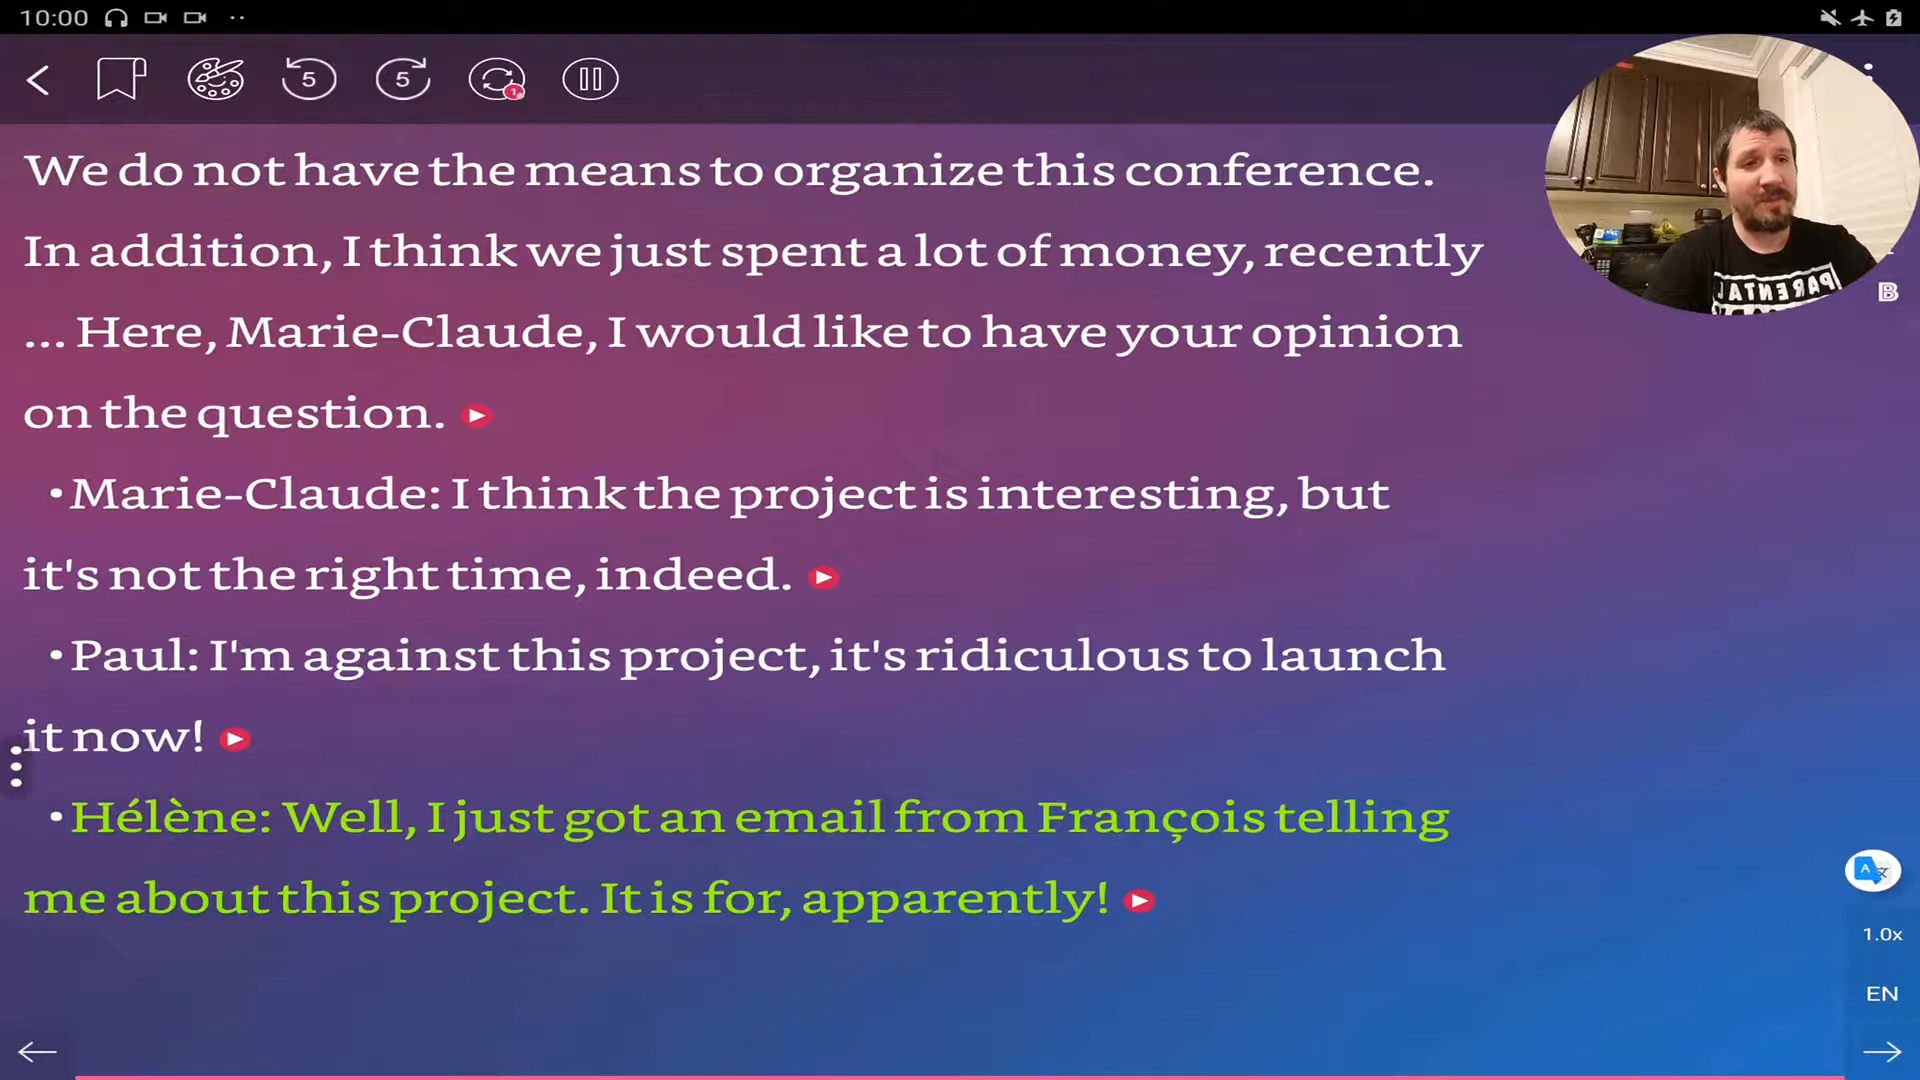 10:00
5
5
1
We do not have the means to organize this conference.
In addition, I think we just spent a lot of money, recently
... Here, Marie-Claude, I would like to have your opinion
on the question.
•Marie-Claude: I think the project is interesting, but
it's not the right time, indeed.
•Paul: I'm against this project, it's ridiculous to launch
it now!
•Hélène: Well, I just got an email from François telling
me about this project. It is for, apparently!
PARENTAL
B
A文
1.0x
EN